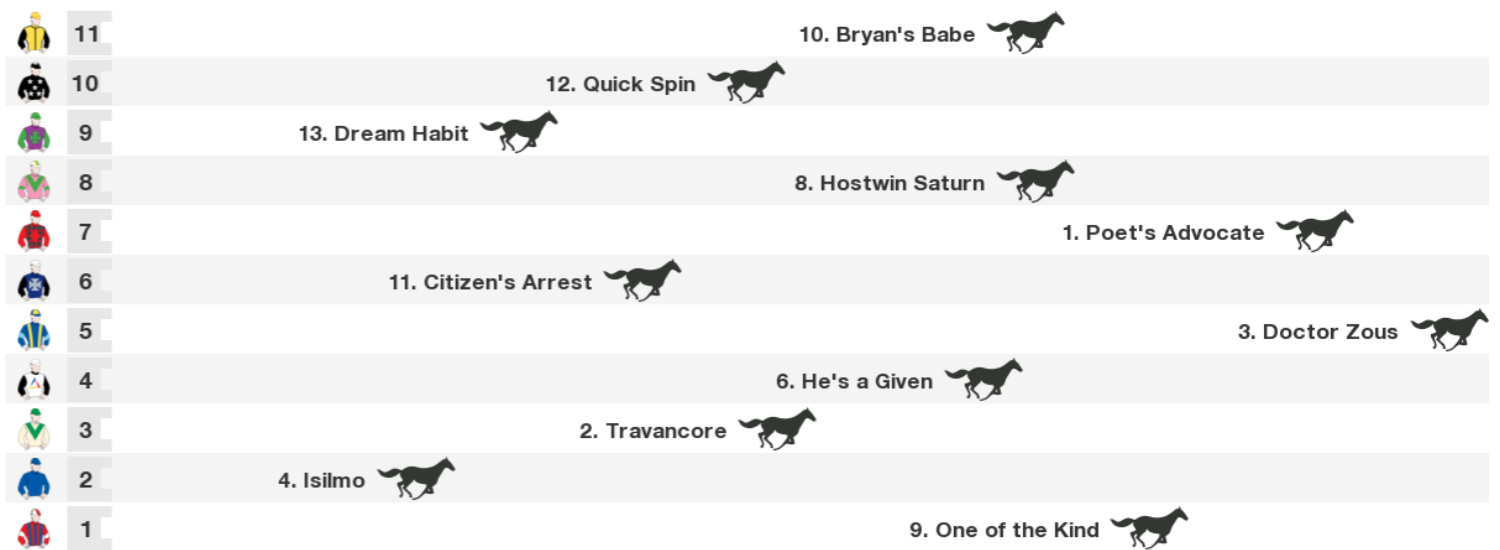 11 10. Bryan's Babe
10 12. Quick Spin
9 13. Dream Habit
8 8. Hostwin Saturn
7 1. Poet's Advocate
6 11. Citizen's Arrest
5 3. Doctor Zous
4 6. He's a Given
3 2. Travancore
2 4. Isilmo
1 9. One of the Kind